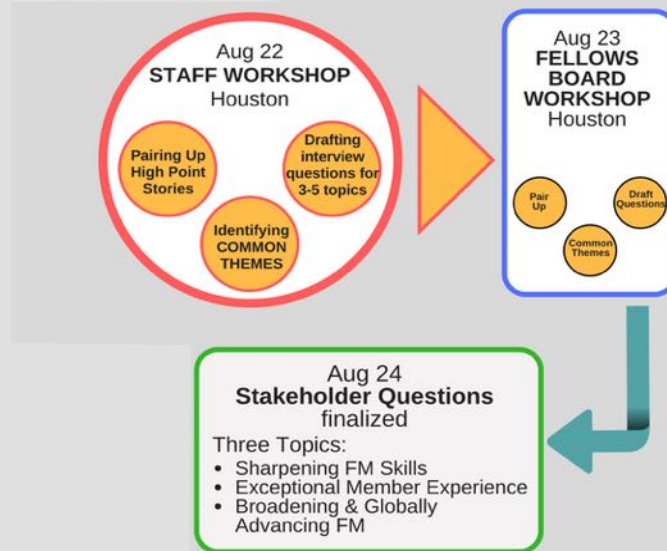 Aug 22
STAFF WORKSHOP
Houston
Pairing Up
High Point
Stories
Drafting
interview
questions for
3-5 topics
Identifying
COMMON
THEMES
Aug 23
FELLOWS
BOARD
WORKSHOP
Houston
Pair
Up
Draft
Questions
Common
Themes
Aug 24
Stakeholder Questions
finalized
Three Topics:
• Sharpening FM Skills
• Exceptional Member Experience
• Broadening & Globally
Advancing FM